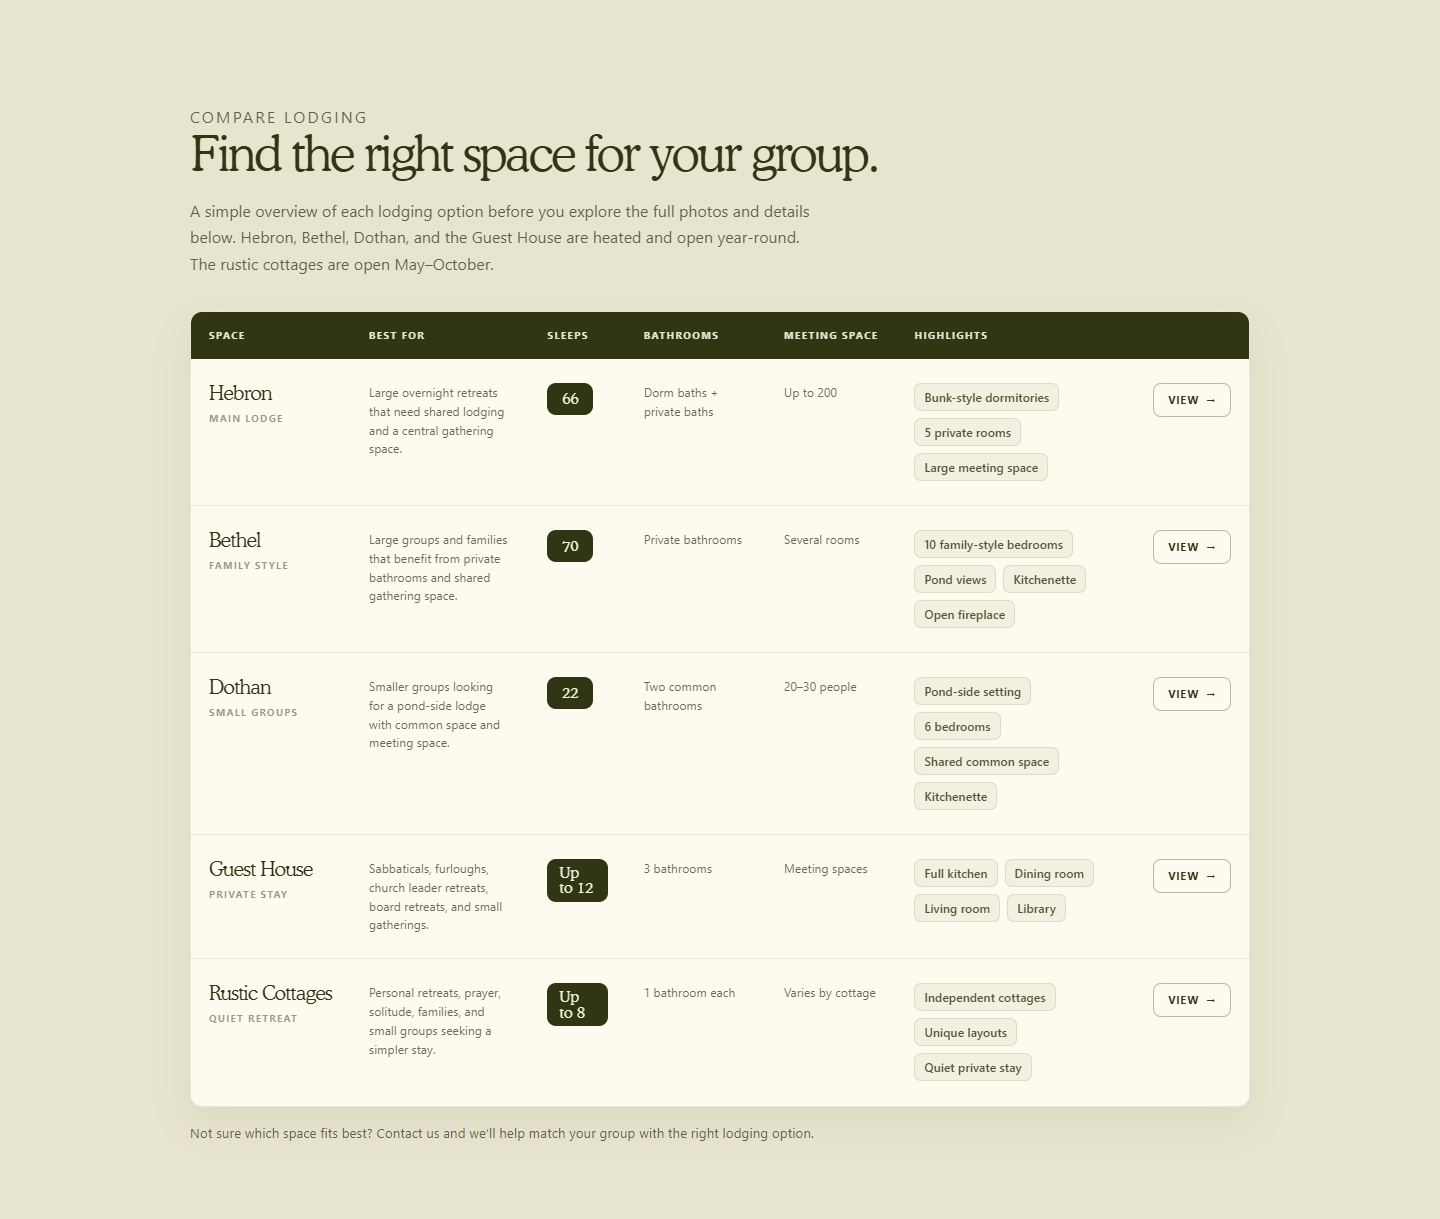 COMPARE LODGING
Find the right space for your group.
A simple overview of each lodging option before you explore the full photos and details
below. Hebron, Bethel, Dothan, and the Guest House are heated and open year-round.
The rustic cottages are open May–October.
SPACE BEST FOR SLEEPS BATHROOMS MEETING SPACE HIGHLIGHTS
Hebron
MAIN LODGE
Large overnight retreats
that need shared lodging
and a central gathering
space.
66
Dorm baths +
private baths
Up to 200
Bunk-style dormitories
5 private rooms
Large meeting space
VIEW →
Bethel
FAMILY STYLE
Large groups and families
that benefit from private
bathrooms and shared
gathering space.
70
Private bathrooms
Several rooms
10 family-style bedrooms
Pond views Kitchenette
Open fireplace
VIEW →
Dothan
SMALL GROUPS
Smaller groups looking
for a pond-side lodge
with common space and
meeting space.
22
Two common
bathrooms
20–30 people
Pond-side setting
6 bedrooms
Shared common space
Kitchenette
VIEW →
Guest House
PRIVATE STAY
Sabbaticals, furloughs,
church leader retreats,
board retreats, and small
gatherings.
Up
to 12
3 bathrooms
Meeting spaces
Full kitchen Dining room
Living room Library
VIEW →
Rustic Cottages
QUIET RETREAT
Personal retreats, prayer,
solitude, families, and
small groups seeking a
simpler stay.
Up
to 8
1 bathroom each
Varies by cottage
Independent cottages
Unique layouts
Quiet private stay
VIEW →
Not sure which space fits best? Contact us and we'll help match your group with the right lodging option.